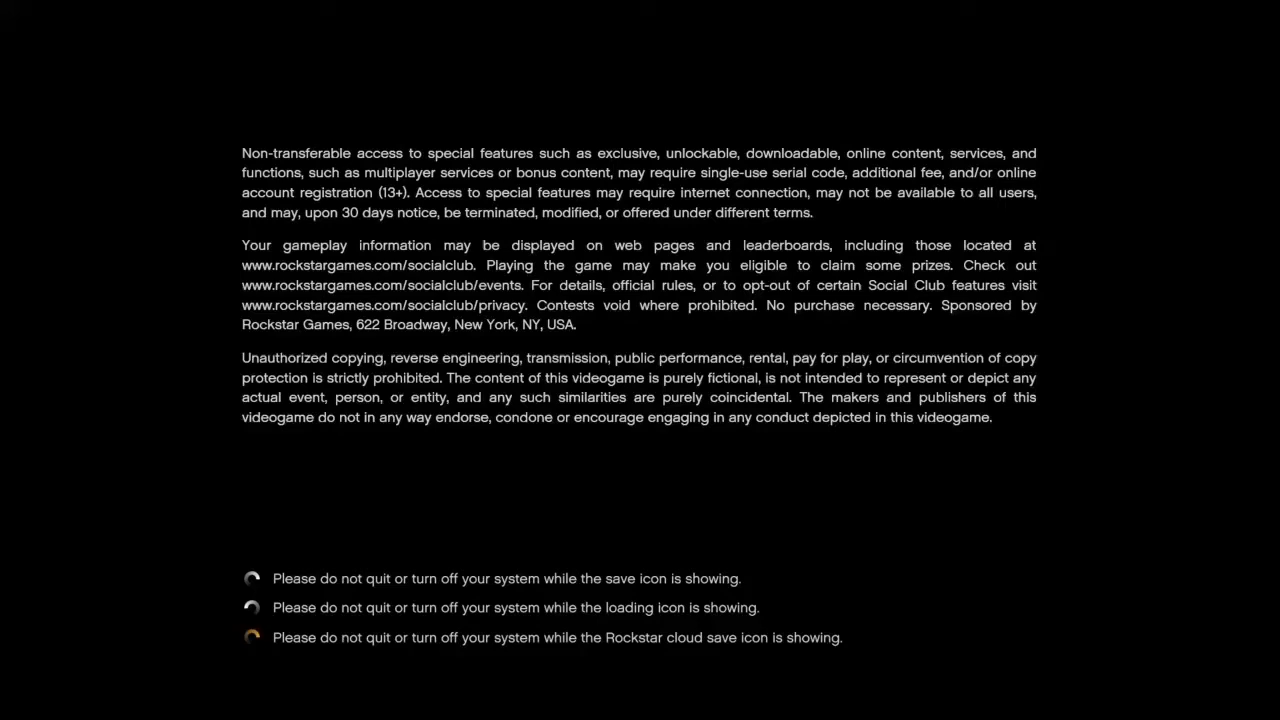 Non-transferable access to special features such as exclusive, unlockable, downloadable, online content, services, and
functions, such as multiplayer services or bonus content, may require single-use serial code, additional fee, and/or online
account registration (13+). Access to special features may require internet connection, may not be available to all users,
and may, upon 30 days notice, be terminated, modified, or offered under different terms.
Your gameplay information may be displayed on web pages and leaderboards, including those located at
www.rockstargames.com/socialclub. Playing the game may make you eligible to claim some prizes. Check out
www.rockstargames.com/socialclub/events. For details, official rules, or to opt-out of certain Social Club features visit
www.rockstargames.com/socialclub/privacy. Contests void where prohibited. No purchase necessary. Sponsored by
Rockstar Games, 622 Broadway, New York, NY, USA.
Unauthorized copying, reverse engineering, transmission, public performance, rental, pay for play, or circumvention of copy
protection is strictly prohibited. The content of this videogame is purely fictional, is not intended to represent or depict any
actual event, person, or entity, and any such similarities are purely coincidental. The makers and publishers of this
videogame do not in any way endorse, condone or encourage engaging in any conduct depicted in this videogame.
Please do not quit or turn off your system while the save icon is showing.
Please do not quit or turn off your system while the loading icon is showing.
Please do not quit or turn off your system while the Rockstar cloud save icon is showing.